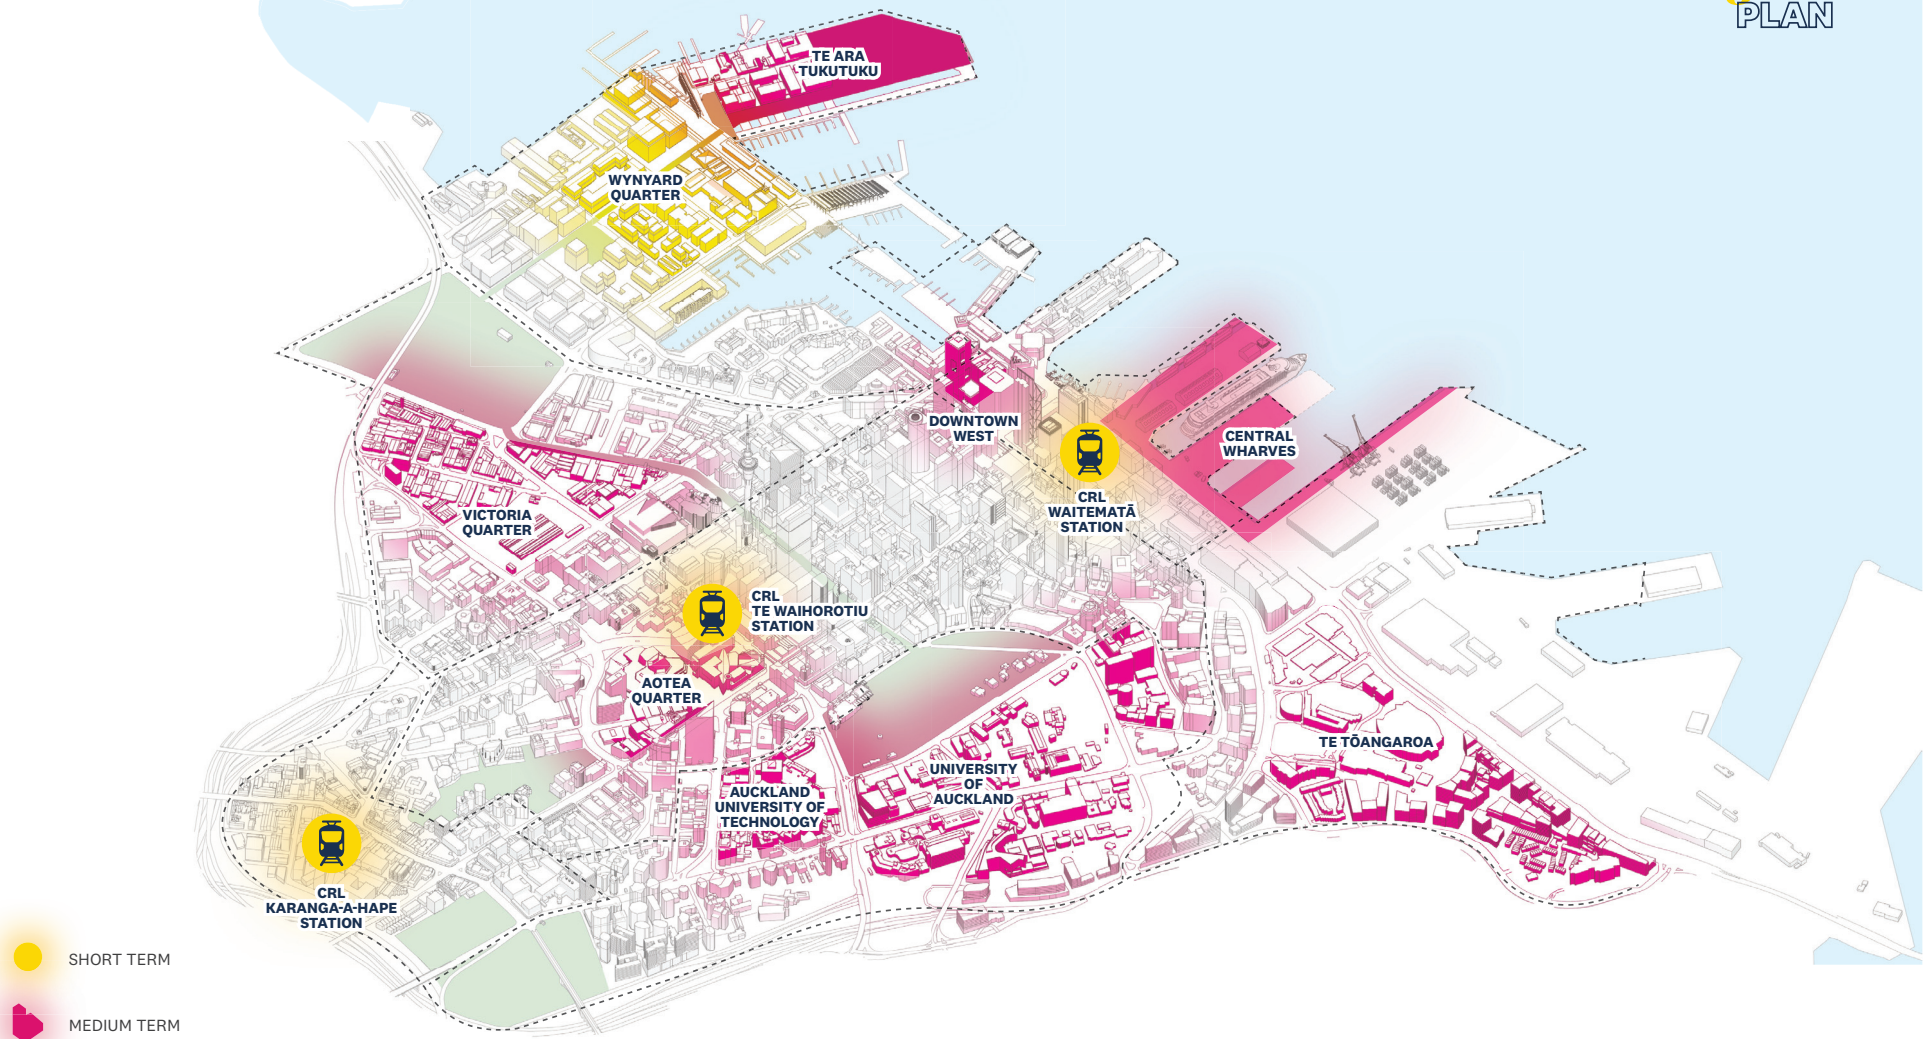 PLAN
TE ARA
TUKUTUKU
WYNYARD
QUARTER
DOWNTOWN
WEST
CENTRAL
WHARVES
CRL
WAITEMATĀ
STATION
VICTORIA
QUARTER
CRL
TE WAIHOROTIU
STATION
AOTEA
QUARTER
TE TŌANGAROA
UNIVERSITY
OF
AUCKLAND
AUCKLAND
UNIVERSITY OF
TECHNOLOGY
CRL
KARANGA-A-HAPE
STATION
SHORT TERM
MEDIUM TERM